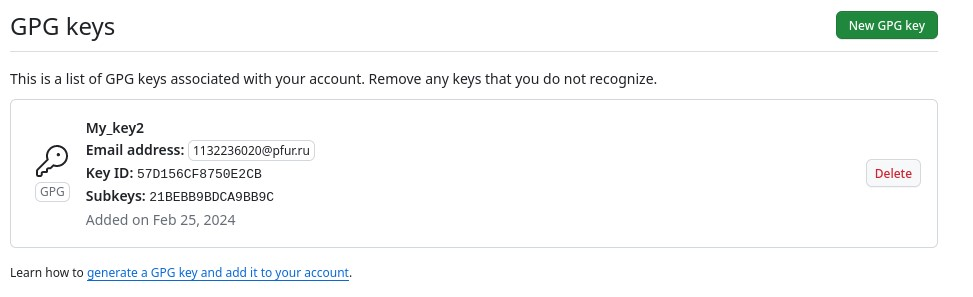 GPG keys
New GPG key
This is a list of GPG keys associated with your account. Remove any keys that you do not recognize.
My_key2
Email address: 1132236020@pfur.ru
Key ID: 57D156CF8750E2CB
GPG
Subkeys: 21BEBB9BDCA9BB9C
Added on Feb 25, 2024
Delete
Learn how to generate a GPG key and add it to your account.